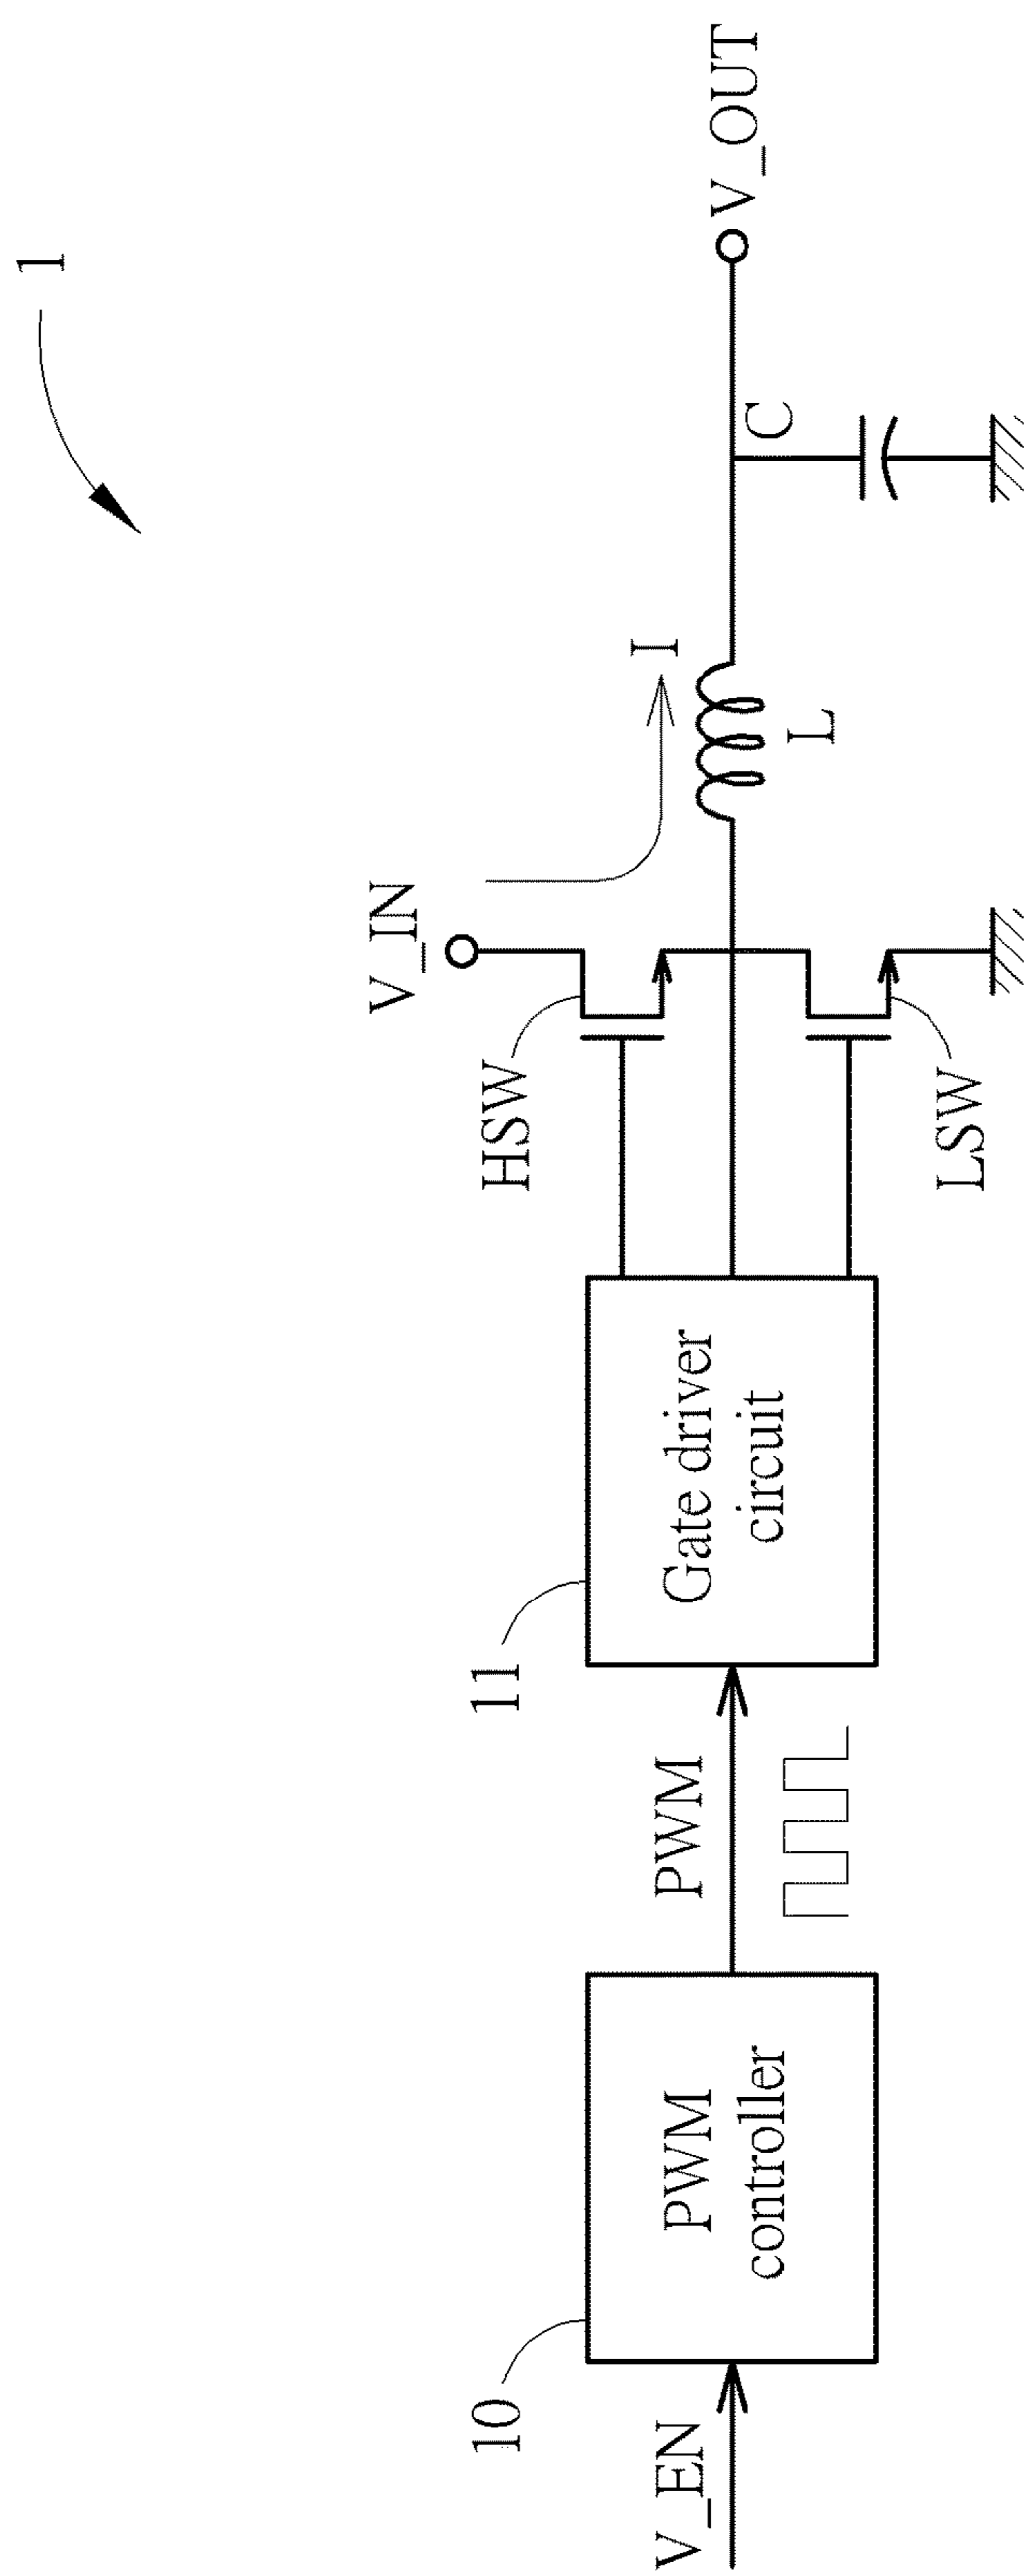 1
V_IN
I
HSW
11
10
V_EN
PWM
controller
PWM
Gate driver
circuit
L
C
V_OUT
LSW